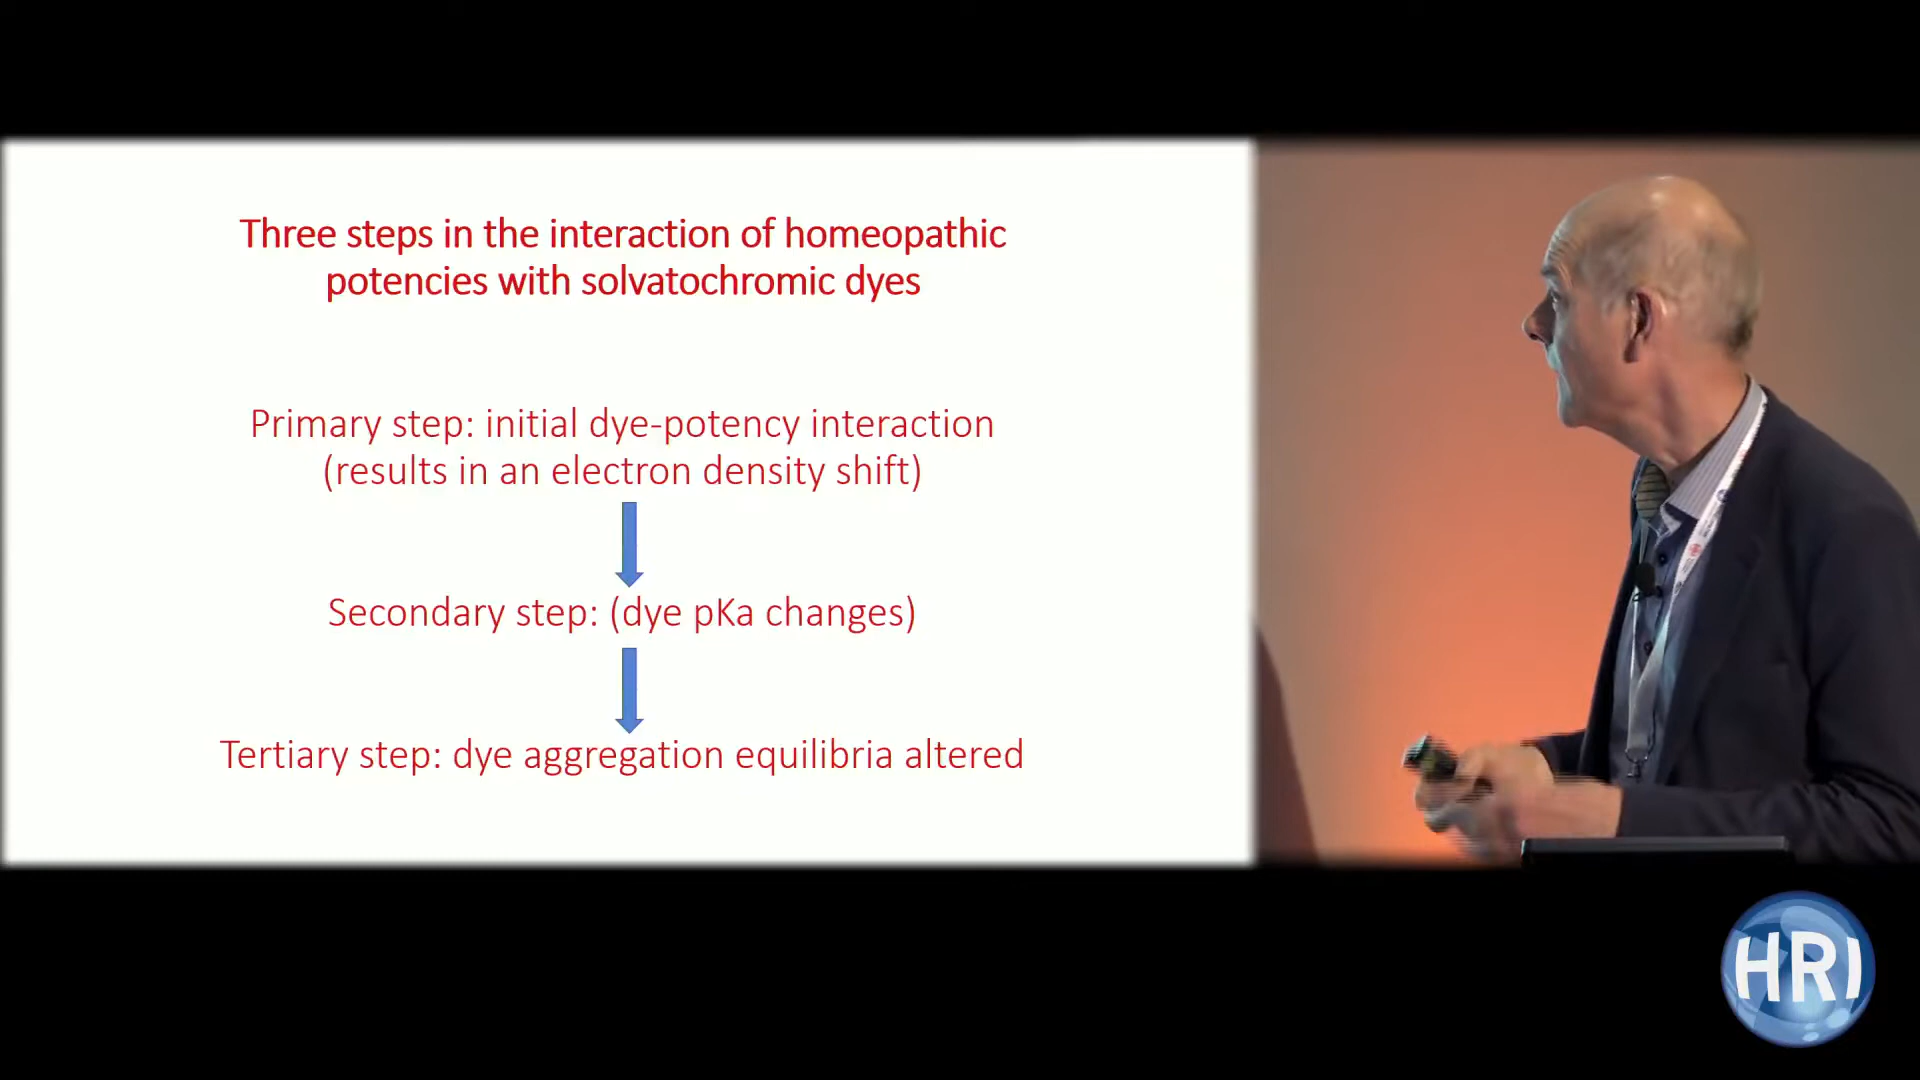 Three steps in the interaction of homeopathic
potencies with solvatochromic dyes
Primary step: initial dye-potency interaction
(results in an electron density shift)
Secondary step: (dye pKa changes)
Tertiary step: dye aggregation equilibria altered
HRI